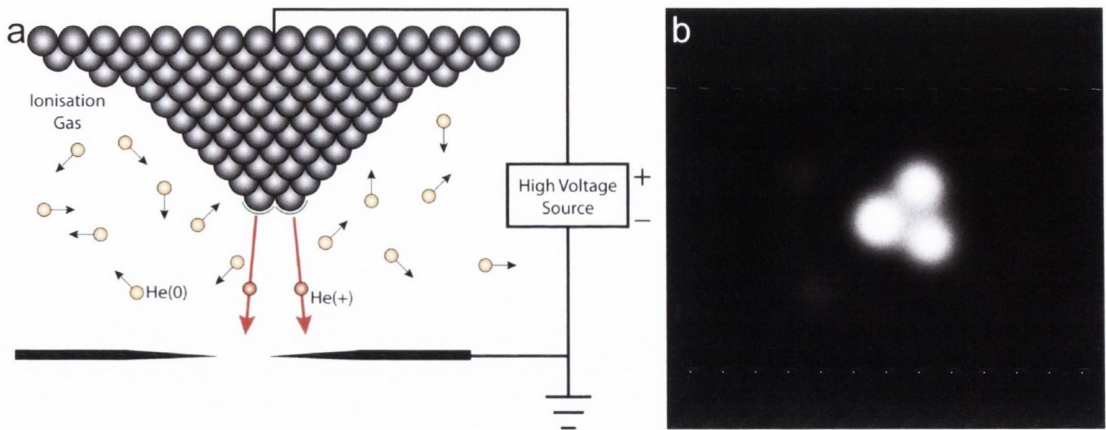 a
Ionisation
Gas
He(0)
He(+)
High Voltage
Source
+
−
b